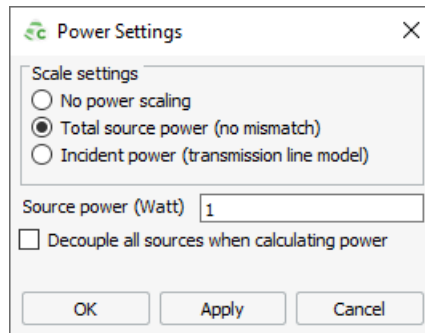 Power Settings
Scale settings
No power scaling
Total source power (no mismatch)
Incident power (transmission line model)
Source power (Watt) 1
Decouple all sources when calculating power
OK Apply Cancel